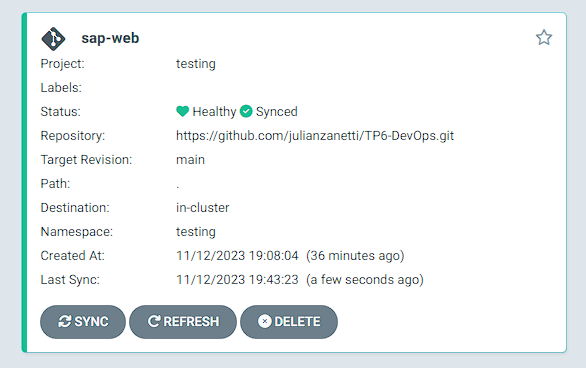 sap-web
Project: testing
Labels:
Status: Healthy Synced
Repository: https://github.com/julianzanetti/TP6-DevOps.git
Target Revision: main
Path: .
Destination: in-cluster
Namespace: testing
Created At: 11/12/2023 19:08:04 (36 minutes ago)
Last Sync: 11/12/2023 19:43:23 (a few seconds ago)
SYNC REFRESH DELETE